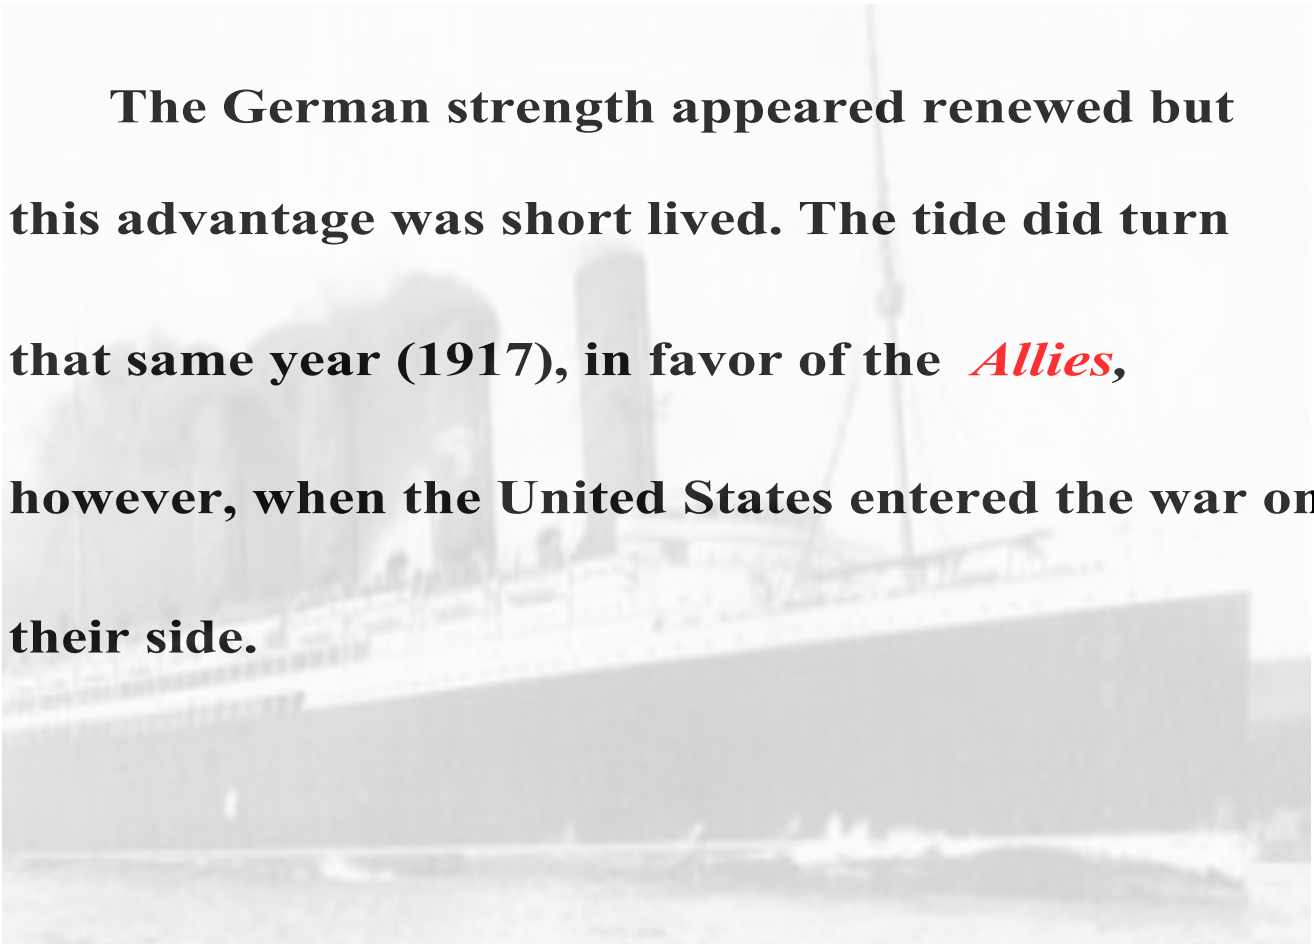 The German strength appeared renewed but
this advantage was short lived. The tide did turn
that same year (1917), in favor of the Allies,
however, when the United States entered the war on
their side.